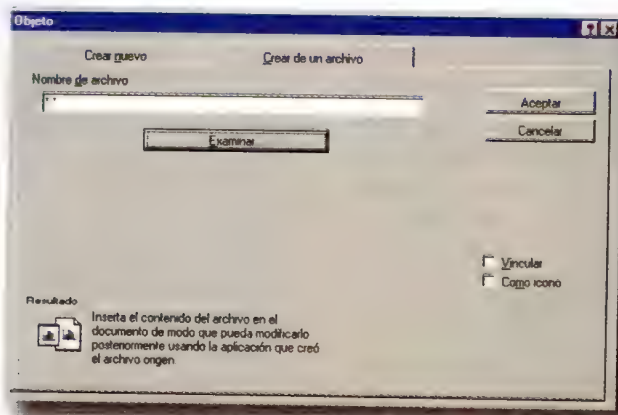 Objeto
Crear nuevo
Crear de un archivo
Nombre de archivo
Aceptar
Examinar
Cancelar
Vincular
Como icono
Resultado
Inserta el contenido del archivo en el
documento de modo que pueda modificarlo
posteriormente usando la aplicación que creó
el archivo origen